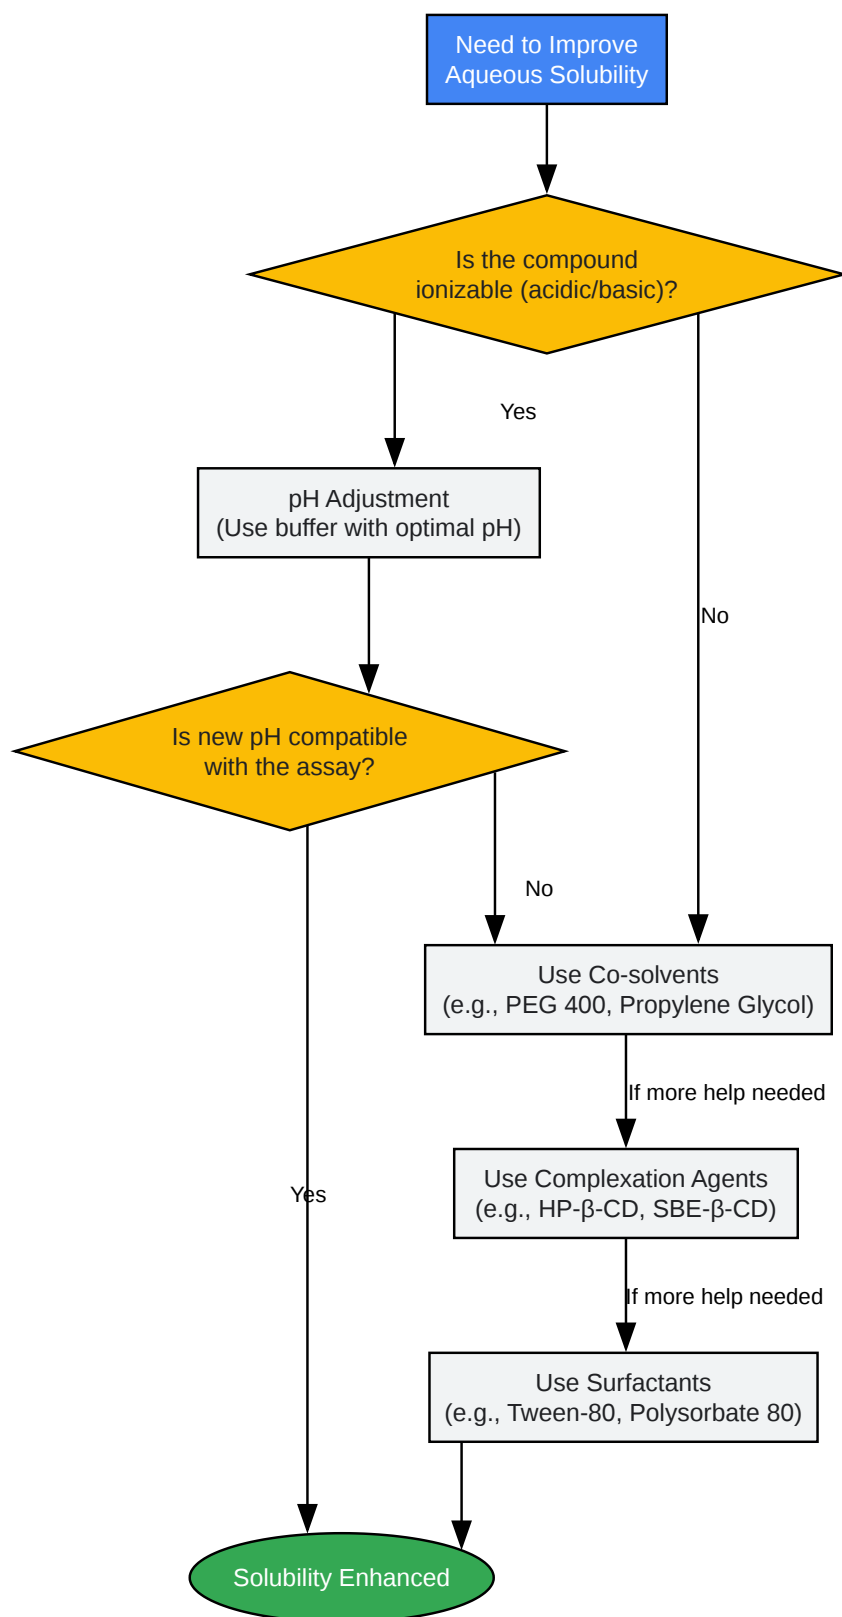 Need to Improve
Aqueous Solubility
Is the compound
ionizable (acidic/basic)?
Yes
pH Adjustment
(Use buffer with optimal pH)
No
Is new pH compatible
with the assay?
No
Use Co-solvents
(e.g., PEG 400, Propylene Glycol)
If more help needed
Use Complexation Agents
(e.g., HP-β-CD, SBE-β-CD)
Yes
If more help needed
Use Surfactants
(e.g., Tween-80, Polysorbate 80)
Solubility Enhanced